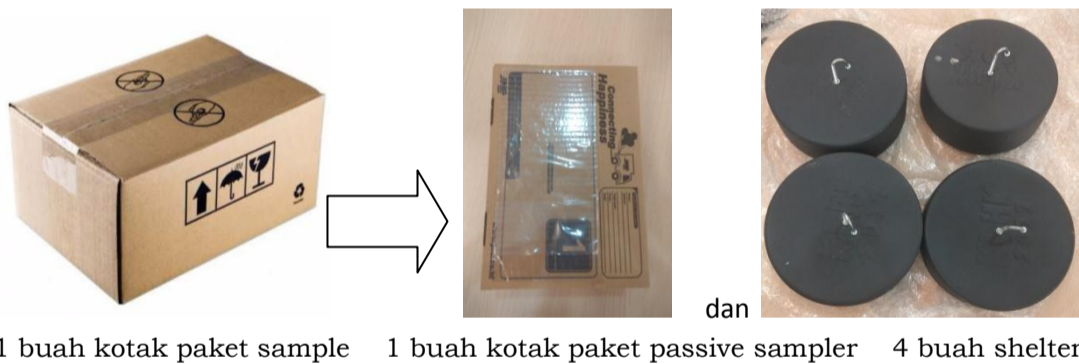 Connecting
Happiness
dan
1 buah kotak paket sample 1 buah kotak paket passive sampler 4 buah shelter